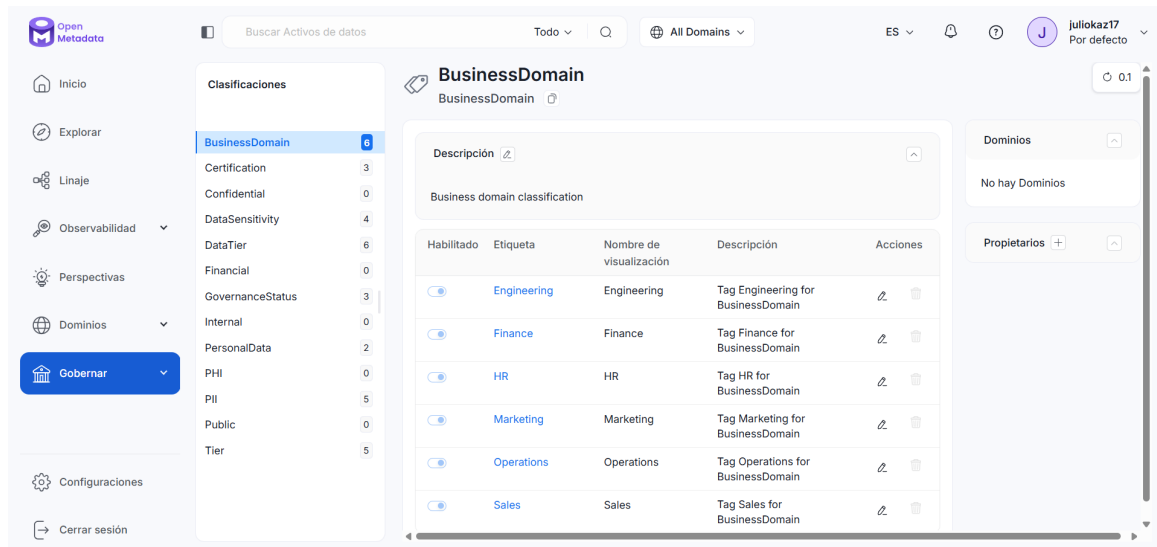 Open
Metadata
Buscar Activos de datos
Todo
All Domains
ES
J
juliokaz17
Por defecto
Inicio
Explorar
Linaje
Observabilidad
Perspectivas
Dominios
Gobernar
Configuraciones
Cerrar sesión
Clasificaciones
BusinessDomain 6
Certification 3
Confidential 0
DataSensitivity 4
DataTier 6
Financial 0
GovernanceStatus 3
Internal 0
PersonalData 2
PHI 0
PII 5
Public 0
Tier 5
BusinessDomain
BusinessDomain
0.1
Descripción
Business domain classification
Habilitado Etiqueta Nombre de visualización Descripción Acciones
Engineering Engineering Tag Engineering for
BusinessDomain
Finance Finance Tag Finance for
BusinessDomain
HR HR Tag HR for
BusinessDomain
Marketing Marketing Tag Marketing for
BusinessDomain
Operations Operations Tag Operations for
BusinessDomain
Sales Sales Tag Sales for
BusinessDomain
Dominios
No hay Dominios
Propietarios